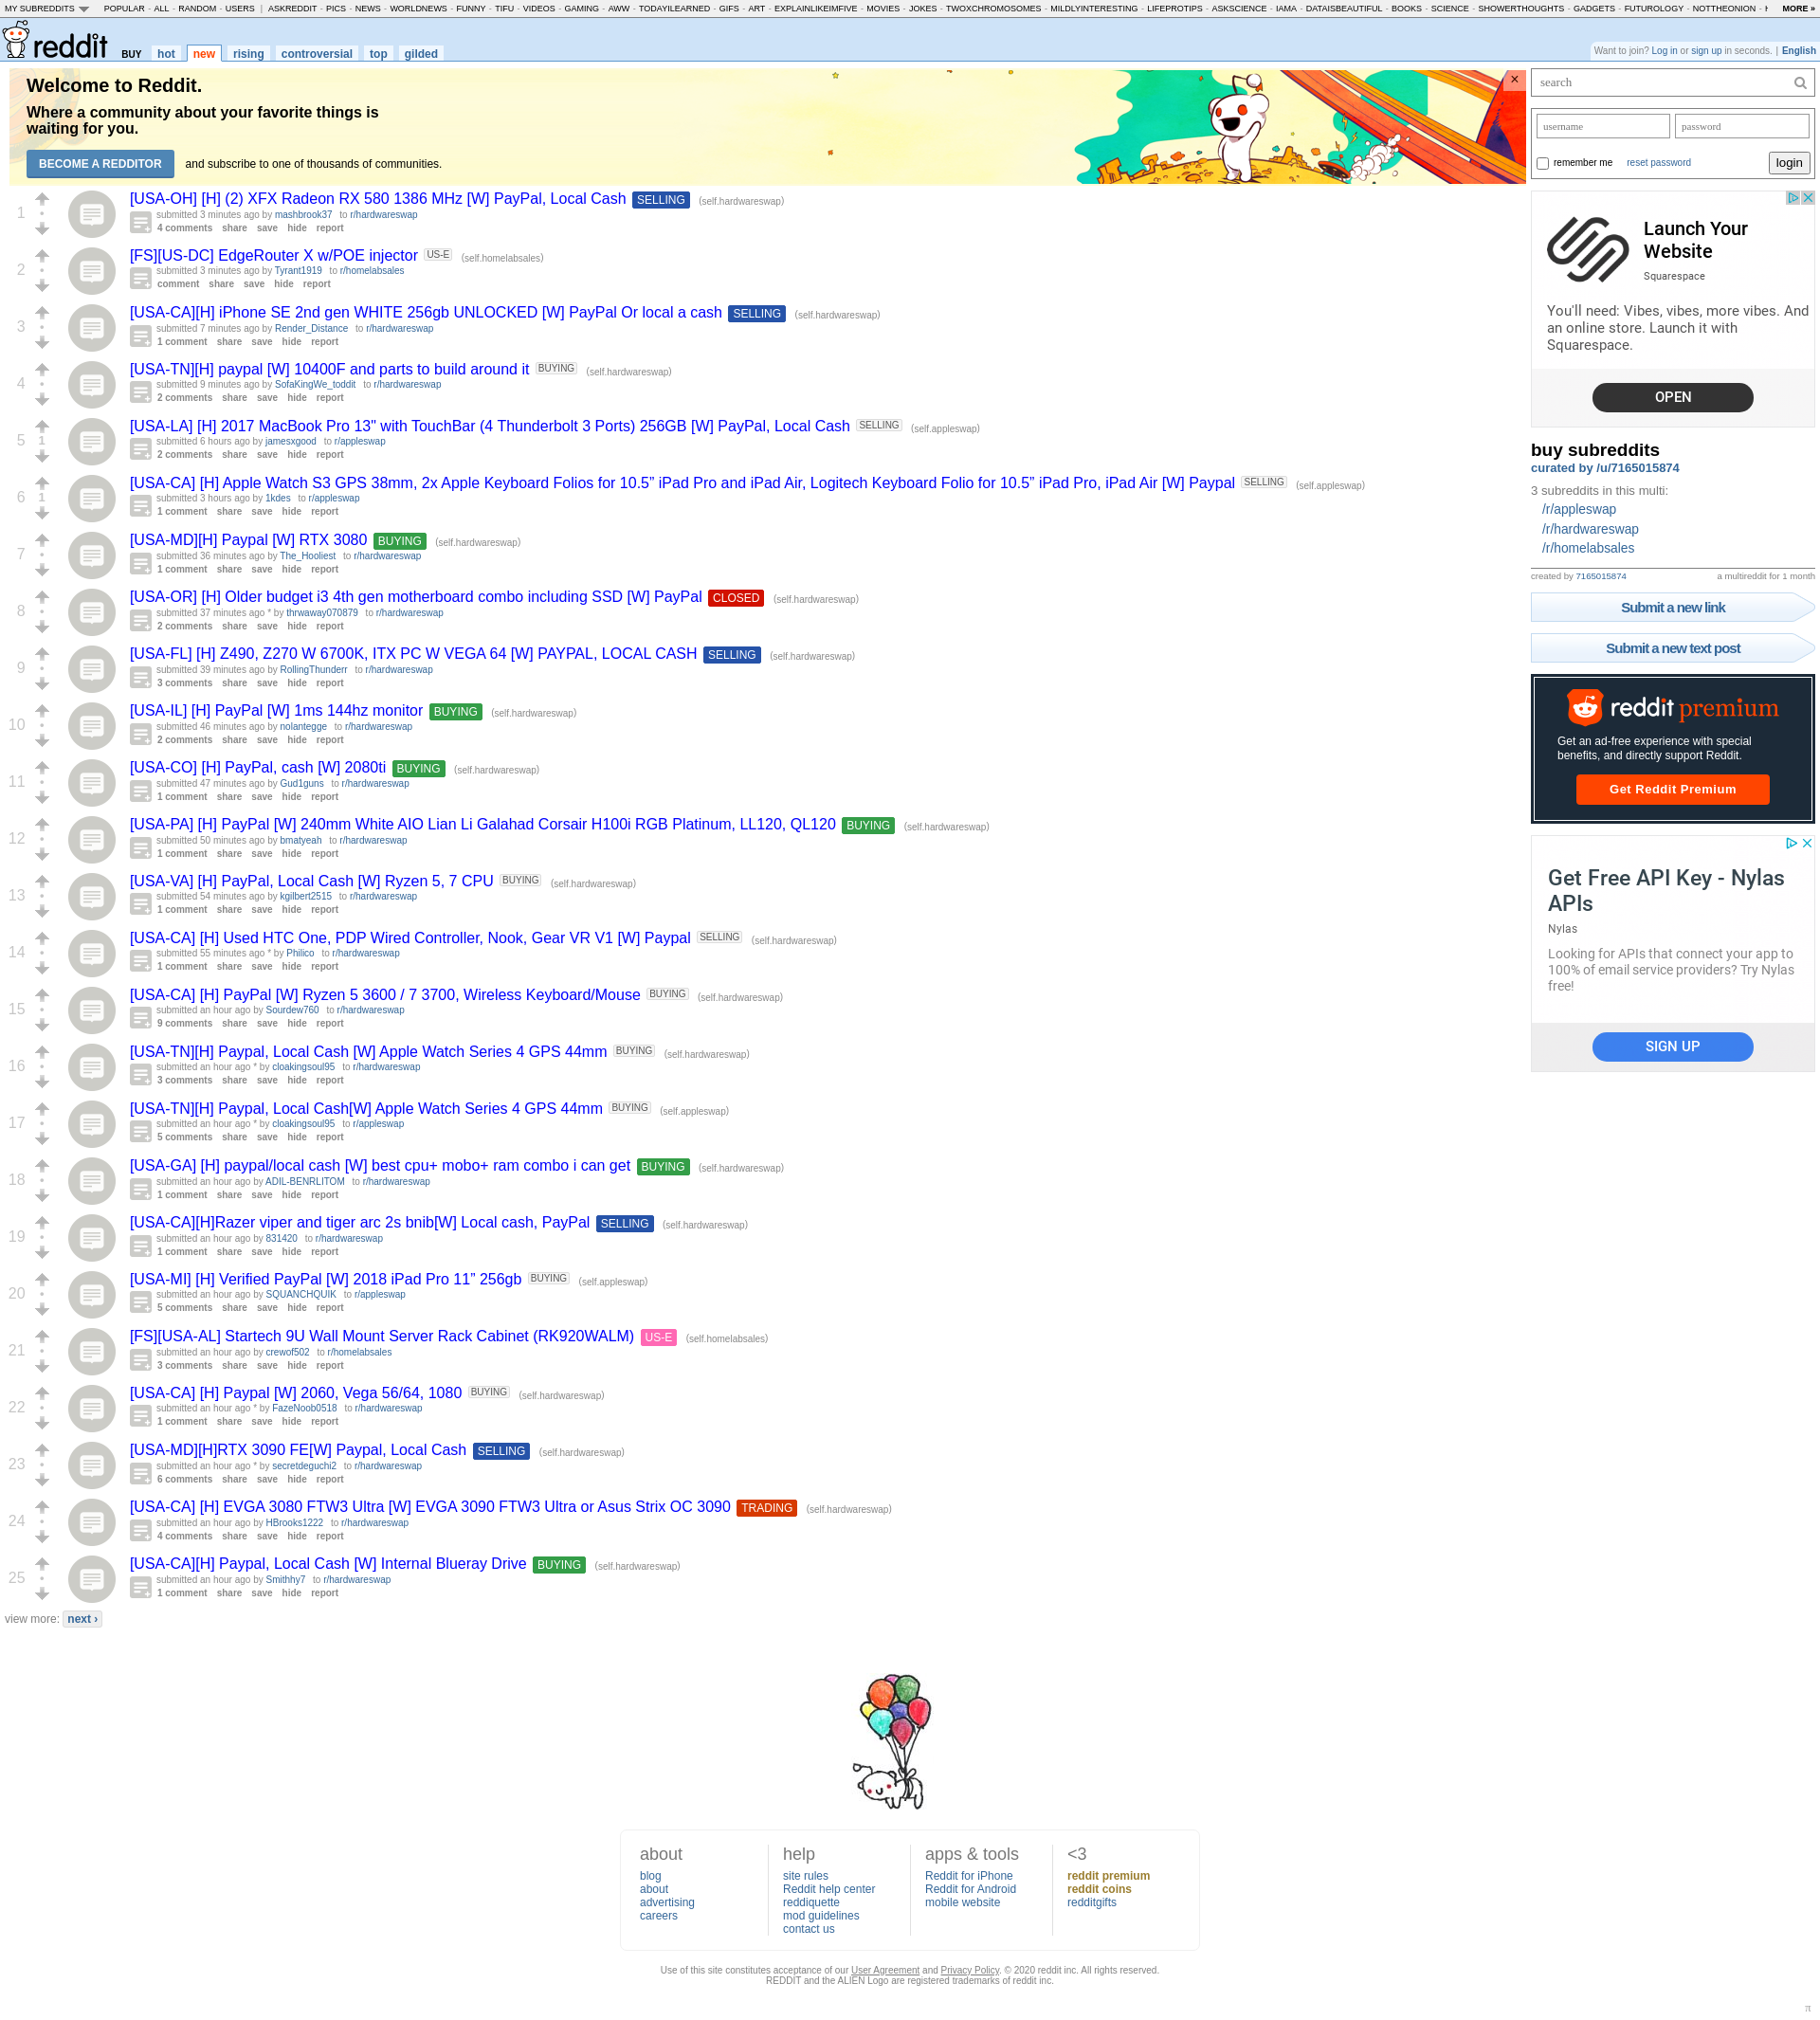 MY SUBREDDITS POPULAR - ALL - RANDOM - USERS | ASKREDDIT - PICS - NEWS - WORLDNEWS - FUNNY - TIFU - VIDEOS - GAMING - AWW - TODAYILEARNED - GIFS - ART - EXPLAINLIKEIMFIVE - MOVIES - JOKES - TWOXCHROMOSOMES - MILDLYINTERESTING - LIFEPROTIPS - ASKSCIENCE - IAMA - DATAISBEAUTIFUL - BOOKS - SCIENCE - SHOWERTHOUGHTS - GADGETS - FUTUROLOGY - NOTTHEONION - MORE »
reddit BUY hot new rising controversial top gilded
Want to join? Log in or sign up in seconds. | English
Welcome to Reddit.
Where a community about your favorite things is
waiting for you.
BECOME A REDDITOR and subscribe to one of thousands of communities.
×
1
[USA-OH] [H] (2) XFX Radeon RX 580 1386 MHz [W] PayPal, Local Cash SELLING (self.hardwareswap)
submitted 3 minutes ago by mashbrook37 to r/hardwareswap
4 comments share save hide report
2
[FS][US-DC] EdgeRouter X w/POE injector US-E (self.homelabsales)
submitted 3 minutes ago by Tyrant1919 to r/homelabsales
comment share save hide report
3
[USA-CA][H] iPhone SE 2nd gen WHITE 256gb UNLOCKED [W] PayPal Or local a cash SELLING (self.hardwareswap)
submitted 7 minutes ago by Render_Distance to r/hardwareswap
1 comment share save hide report
4
[USA-TN][H] paypal [W] 10400F and parts to build around it BUYING (self.hardwareswap)
submitted 9 minutes ago by SofaKingWe_toddit to r/hardwareswap
2 comments share save hide report
5 1
[USA-LA] [H] 2017 MacBook Pro 13" with TouchBar (4 Thunderbolt 3 Ports) 256GB [W] PayPal, Local Cash SELLING (self.appleswap)
submitted 6 hours ago by jamesxgood to r/appleswap
2 comments share save hide report
6 1
[USA-CA] [H] Apple Watch S3 GPS 38mm, 2x Apple Keyboard Folios for 10.5” iPad Pro and iPad Air, Logitech Keyboard Folio for 10.5” iPad Pro, iPad Air [W] Paypal SELLING (self.appleswap)
submitted 3 hours ago by 1kdes to r/appleswap
1 comment share save hide report
7
[USA-MD][H] Paypal [W] RTX 3080 BUYING (self.hardwareswap)
submitted 36 minutes ago by The_Hooliest to r/hardwareswap
1 comment share save hide report
8
[USA-OR] [H] Older budget i3 4th gen motherboard combo including SSD [W] PayPal CLOSED (self.hardwareswap)
submitted 37 minutes ago * by thrwaway070879 to r/hardwareswap
2 comments share save hide report
9
[USA-FL] [H] Z490, Z270 W 6700K, ITX PC W VEGA 64 [W] PAYPAL, LOCAL CASH SELLING (self.hardwareswap)
submitted 39 minutes ago by RollingThunderr to r/hardwareswap
3 comments share save hide report
10
[USA-IL] [H] PayPal [W] 1ms 144hz monitor BUYING (self.hardwareswap)
submitted 46 minutes ago by nolantegge to r/hardwareswap
2 comments share save hide report
11
[USA-CO] [H] PayPal, cash [W] 2080ti BUYING (self.hardwareswap)
submitted 47 minutes ago by Gud1guns to r/hardwareswap
1 comment share save hide report
12
[USA-PA] [H] PayPal [W] 240mm White AIO Lian Li Galahad Corsair H100i RGB Platinum, LL120, QL120 BUYING (self.hardwareswap)
submitted 50 minutes ago by bmatyeah to r/hardwareswap
1 comment share save hide report
13
[USA-VA] [H] PayPal, Local Cash [W] Ryzen 5, 7 CPU BUYING (self.hardwareswap)
submitted 54 minutes ago by kgilbert2515 to r/hardwareswap
1 comment share save hide report
14
[USA-CA] [H] Used HTC One, PDP Wired Controller, Nook, Gear VR V1 [W] Paypal SELLING (self.hardwareswap)
submitted 55 minutes ago * by Philico to r/hardwareswap
1 comment share save hide report
15
[USA-CA] [H] PayPal [W] Ryzen 5 3600 / 7 3700, Wireless Keyboard/Mouse BUYING (self.hardwareswap)
submitted an hour ago by Sourdew760 to r/hardwareswap
9 comments share save hide report
16
[USA-TN][H] Paypal, Local Cash [W] Apple Watch Series 4 GPS 44mm BUYING (self.hardwareswap)
submitted an hour ago * by cloakingsoul95 to r/hardwareswap
3 comments share save hide report
17
[USA-TN][H] Paypal, Local Cash[W] Apple Watch Series 4 GPS 44mm BUYING (self.appleswap)
submitted an hour ago * by cloakingsoul95 to r/appleswap
5 comments share save hide report
18
[USA-GA] [H] paypal/local cash [W] best cpu+ mobo+ ram combo i can get BUYING (self.hardwareswap)
submitted an hour ago by ADIL-BENRLITOM to r/hardwareswap
1 comment share save hide report
19
[USA-CA][H]Razer viper and tiger arc 2s bnib[W] Local cash, PayPal SELLING (self.hardwareswap)
submitted an hour ago by 831420 to r/hardwareswap
1 comment share save hide report
20
[USA-MI] [H] Verified PayPal [W] 2018 iPad Pro 11” 256gb BUYING (self.appleswap)
submitted an hour ago by SQUANCHQUIK to r/appleswap
5 comments share save hide report
21
[FS][USA-AL] Startech 9U Wall Mount Server Rack Cabinet (RK920WALM) US-E (self.homelabsales)
submitted an hour ago by crewof502 to r/homelabsales
3 comments share save hide report
22
[USA-CA] [H] Paypal [W] 2060, Vega 56/64, 1080 BUYING (self.hardwareswap)
submitted an hour ago * by FazeNoob0518 to r/hardwareswap
1 comment share save hide report
23
[USA-MD][H]RTX 3090 FE[W] Paypal, Local Cash SELLING (self.hardwareswap)
submitted an hour ago * by secretdeguchi2 to r/hardwareswap
6 comments share save hide report
24
[USA-CA] [H] EVGA 3080 FTW3 Ultra [W] EVGA 3090 FTW3 Ultra or Asus Strix OC 3090 TRADING (self.hardwareswap)
submitted an hour ago by HBrooks1222 to r/hardwareswap
4 comments share save hide report
25
[USA-CA][H] Paypal, Local Cash [W] Internal Blueray Drive BUYING (self.hardwareswap)
submitted an hour ago by Smithhy7 to r/hardwareswap
1 comment share save hide report
view more: next ›
search
username password
remember me reset password login
Launch Your
Website
Squarespace
You'll need: Vibes, vibes, more vibes. And
an online store. Launch it with
Squarespace.
OPEN
buy subreddits
curated by /u/7165015874
3 subreddits in this multi:
/r/appleswap
/r/hardwareswap
/r/homelabsales
created by 7165015874 a multireddit for 1 month
Submit a new link
Submit a new text post
reddit premium
Get an ad-free experience with special
benefits, and directly support Reddit.
Get Reddit Premium
Get Free API Key - Nylas
APIs
Nylas
Looking for APIs that connect your app to
100% of email service providers? Try Nylas
free!
SIGN UP
about
blog
about
advertising
careers
help
site rules
Reddit help center
reddiquette
mod guidelines
contact us
apps & tools
Reddit for iPhone
Reddit for Android
mobile website
<3
reddit premium
reddit coins
redditgifts
Use of this site constitutes acceptance of our User Agreement and Privacy Policy. © 2020 reddit inc. All rights reserved.
REDDIT and the ALIEN Logo are registered trademarks of reddit inc.
π